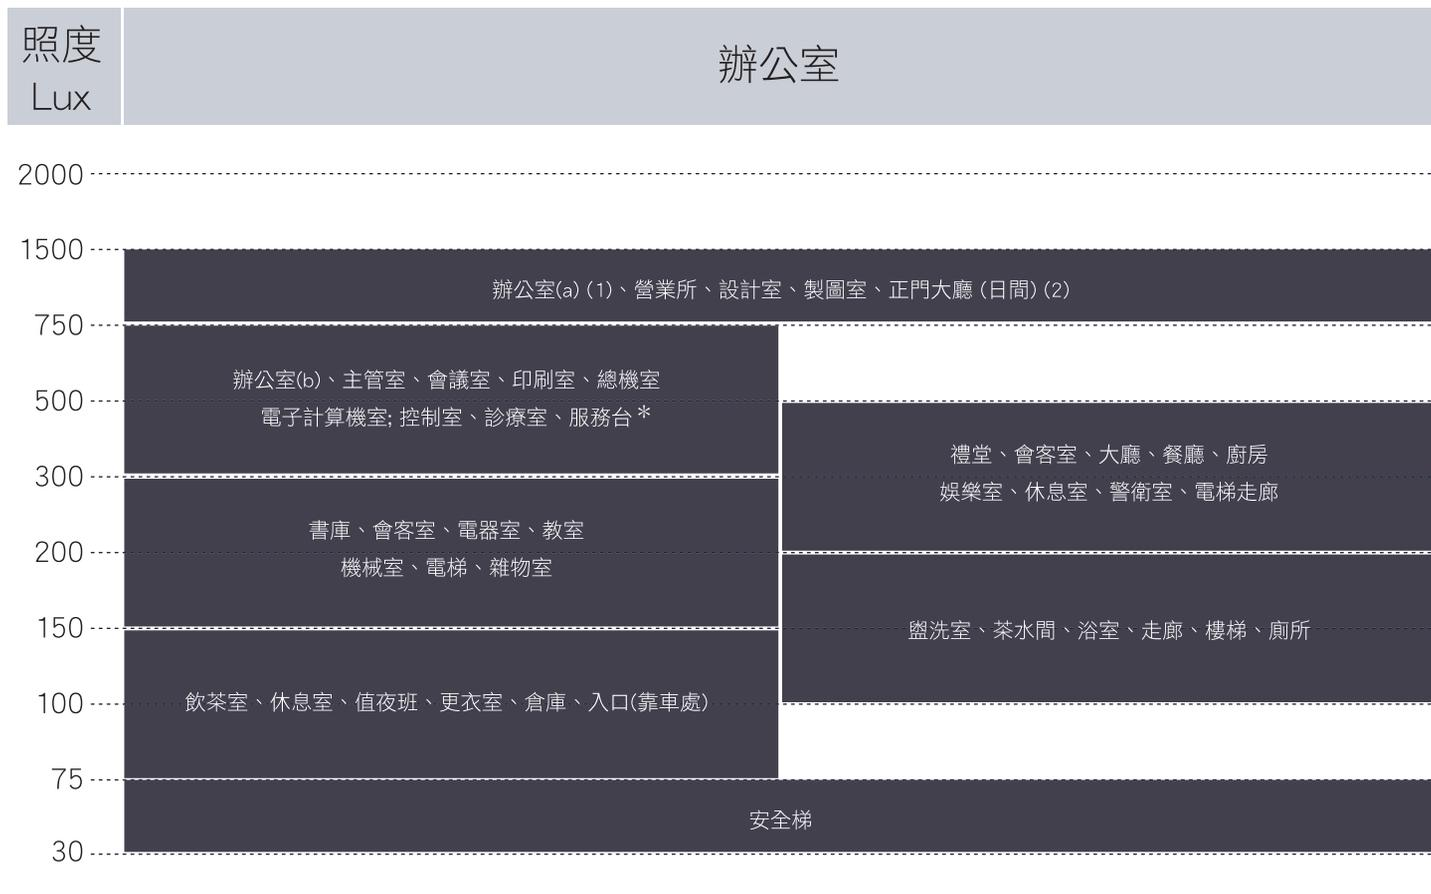 照度
Lux
辦公室
2000
1500
辦公室(a) (1)、營業所、設計室、製圖室、正門大廳 (日間) (2)
750
辦公室(b)、主管室、會議室、印刷室、總機室
500
電子計算機室; 控制室、診療室、服務台*
禮堂、會客室、大廳、餐廳、廚房
300
娛樂室、休息室、警衛室、電梯走廊
書庫、會客室、電器室、教室
200
機械室、電梯、雜物室
150
盥洗室、茶水間、浴室、走廊、樓梯、廁所
100
飲茶室、休息室、值夜班、更衣室、倉庫、入口(靠車處)
75
安全梯
30